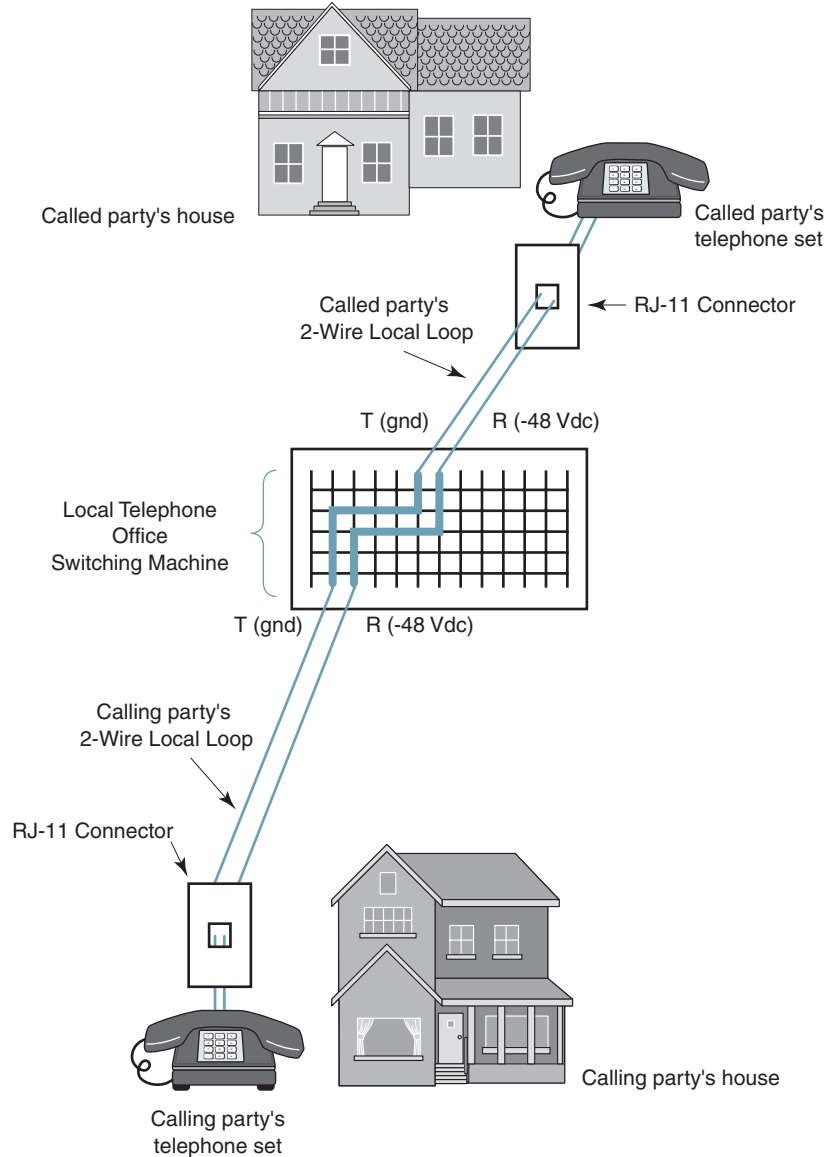 Called party's house
Called party's
telephone set
Called party's
2-Wire Local Loop
RJ-11 Connector
T (gnd)
R (-48 Vdc)
Local Telephone
Office
Switching Machine
T (gnd)
R (-48 Vdc)
Calling party's
2-Wire Local Loop
RJ-11 Connector
Calling party's house
Calling party's
telephone set